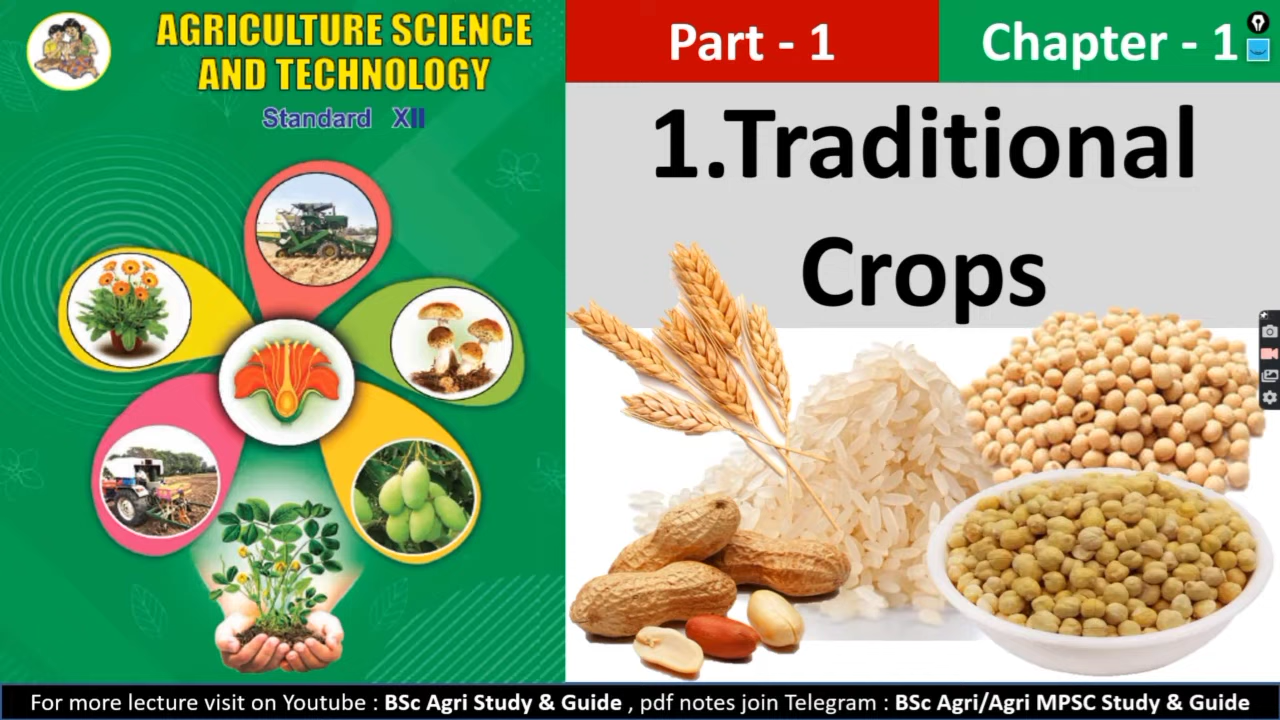 AGRICULTURE SCIENCE
AND TECHNOLOGY
Standard XII
Part - 1
Chapter - 1
1.Traditional
Crops
For more lecture visit on Youtube : BSc Agri Study & Guide , pdf notes join Telegram : BSc Agri/Agri MPSC Study & Guide